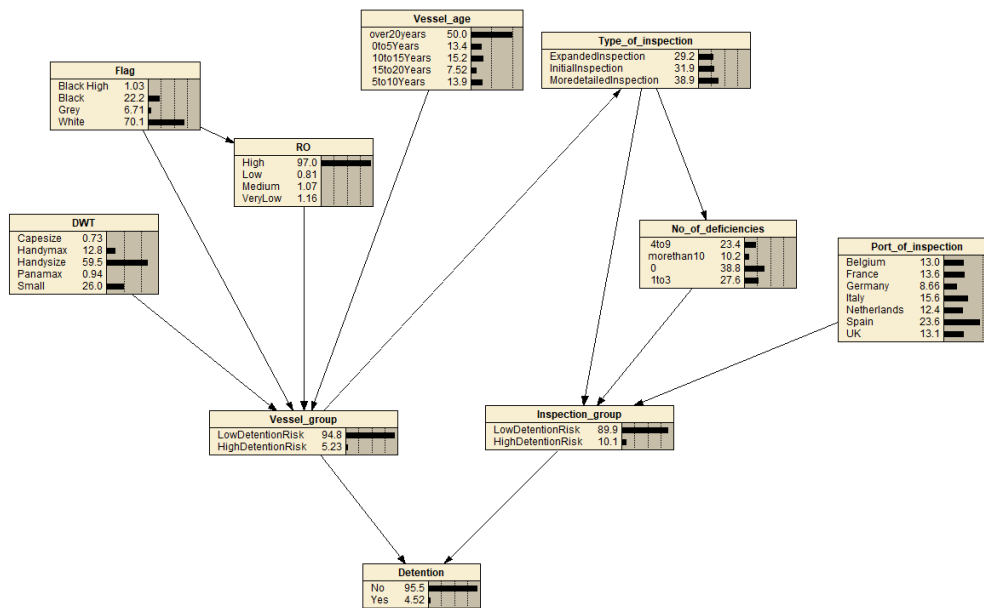 Vessel_age
over20years 50.0
0to5Years 13.4
10to15Years 15.2
15to20Years 7.52
5to10Years 13.9
Type_of_inspection
ExpandedInspection 29.2
InitialInspection 31.9
MoredetailedInspection 38.9
Flag
Black High 1.03
Black 22.2
Grey 6.71
White 70.1
RO
High 97.0
Low 0.81
Medium 1.07
VeryLow 1.16
DWT
Capesize 0.73
Handymax 12.8
Handysize 59.5
Panamax 0.94
Small 26.0
No_of_deficiencies
4to9 23.4
morethan10 10.2
0 38.8
1to3 27.6
Port_of_inspection
Belgium 13.0
France 13.6
Germany 8.66
Italy 15.6
Netherlands 12.4
Spain 23.6
UK 13.1
Vessel_group
LowDetentionRisk 94.8
HighDetentionRisk 5.23
Inspection_group
LowDetentionRisk 89.9
HighDetentionRisk 10.1
Detention
No 95.5
Yes 4.52